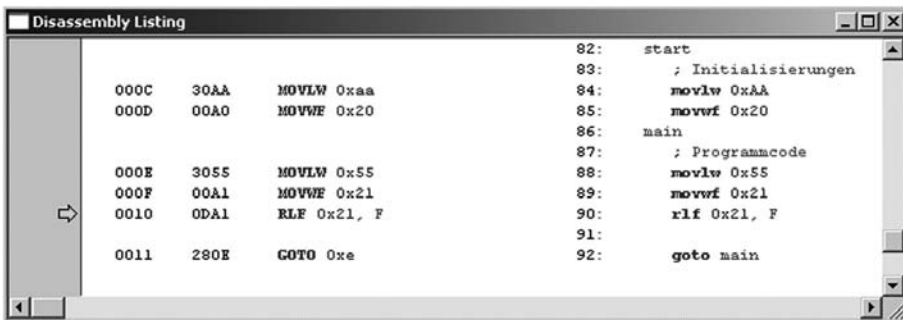 Disassembly Listing
82: start
83: ; Initialisierungen
000C 30AA MOVLW 0xaa 84: movlw 0xAA
000D 00A0 MOVWF 0x20 85: movwf 0x20
86: main
87: ; Programmcode
000E 3055 MOVLW 0x55 88: movlw 0x55
000F 00A1 MOVWF 0x21 89: movwf 0x21
0010 0DA1 RLF 0x21, F 90: rlf 0x21, F
91:
0011 280E GOTO 0xe 92: goto main